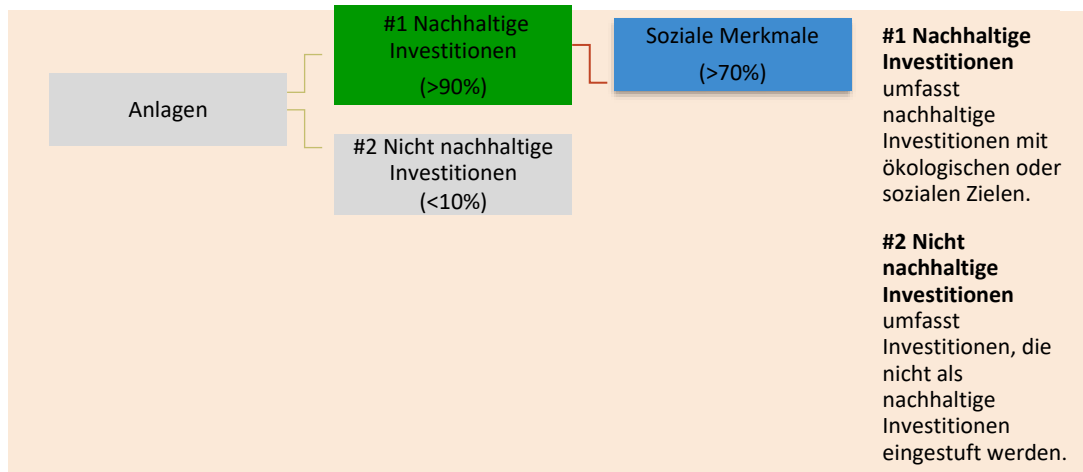 Anlagen
#1 Nachhaltige
Investitionen
(>90%)
#2 Nicht nachhaltige
Investitionen
(<10%)
Soziale Merkmale
(>70%)
#1 Nachhaltige
Investitionen
umfasst
nachhaltige
Investitionen mit
ökologischen oder
sozialen Zielen.
#2 Nicht
nachhaltige
Investitionen
umfasst
Investitionen, die
nicht als
nachhaltige
Investitionen
eingestuft werden.